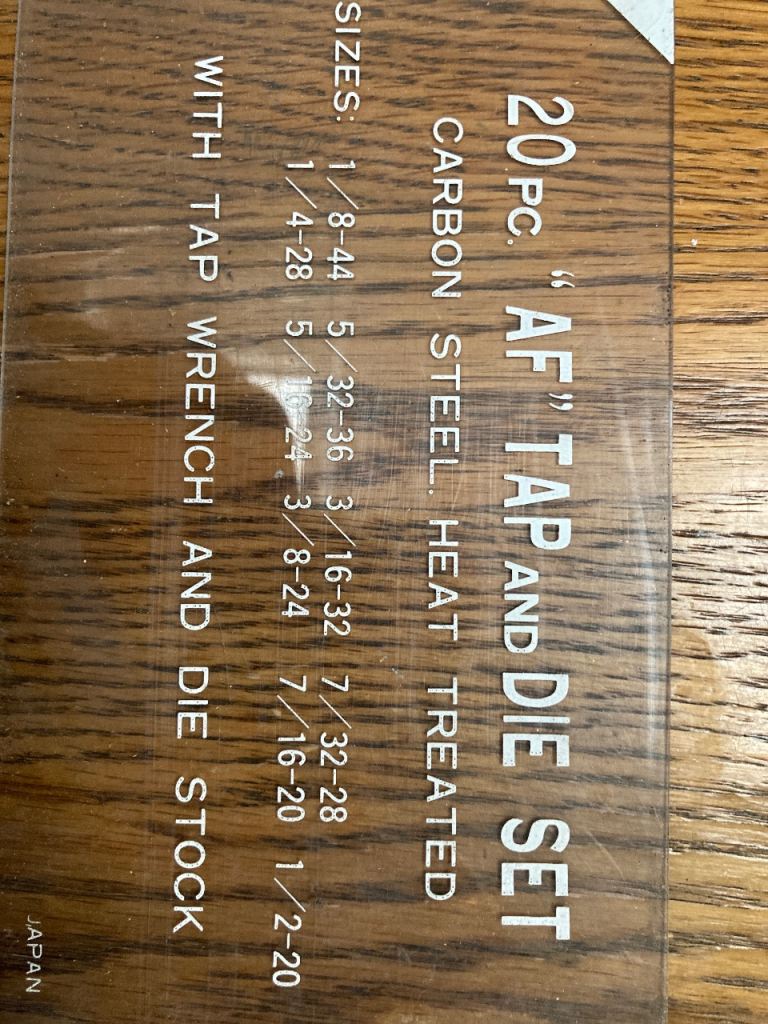 20 PC. “AF” TAP AND DIE SET
CARBON STEEL. HEAT TREATED
SIZES: 1/8-44 5/32-36 3/16-32 7/32-28
1/4-28 5/16-24 3/8-24 7/16-20 1/2-20
WITH TAP WRENCH AND DIE STOCK
JAPAN